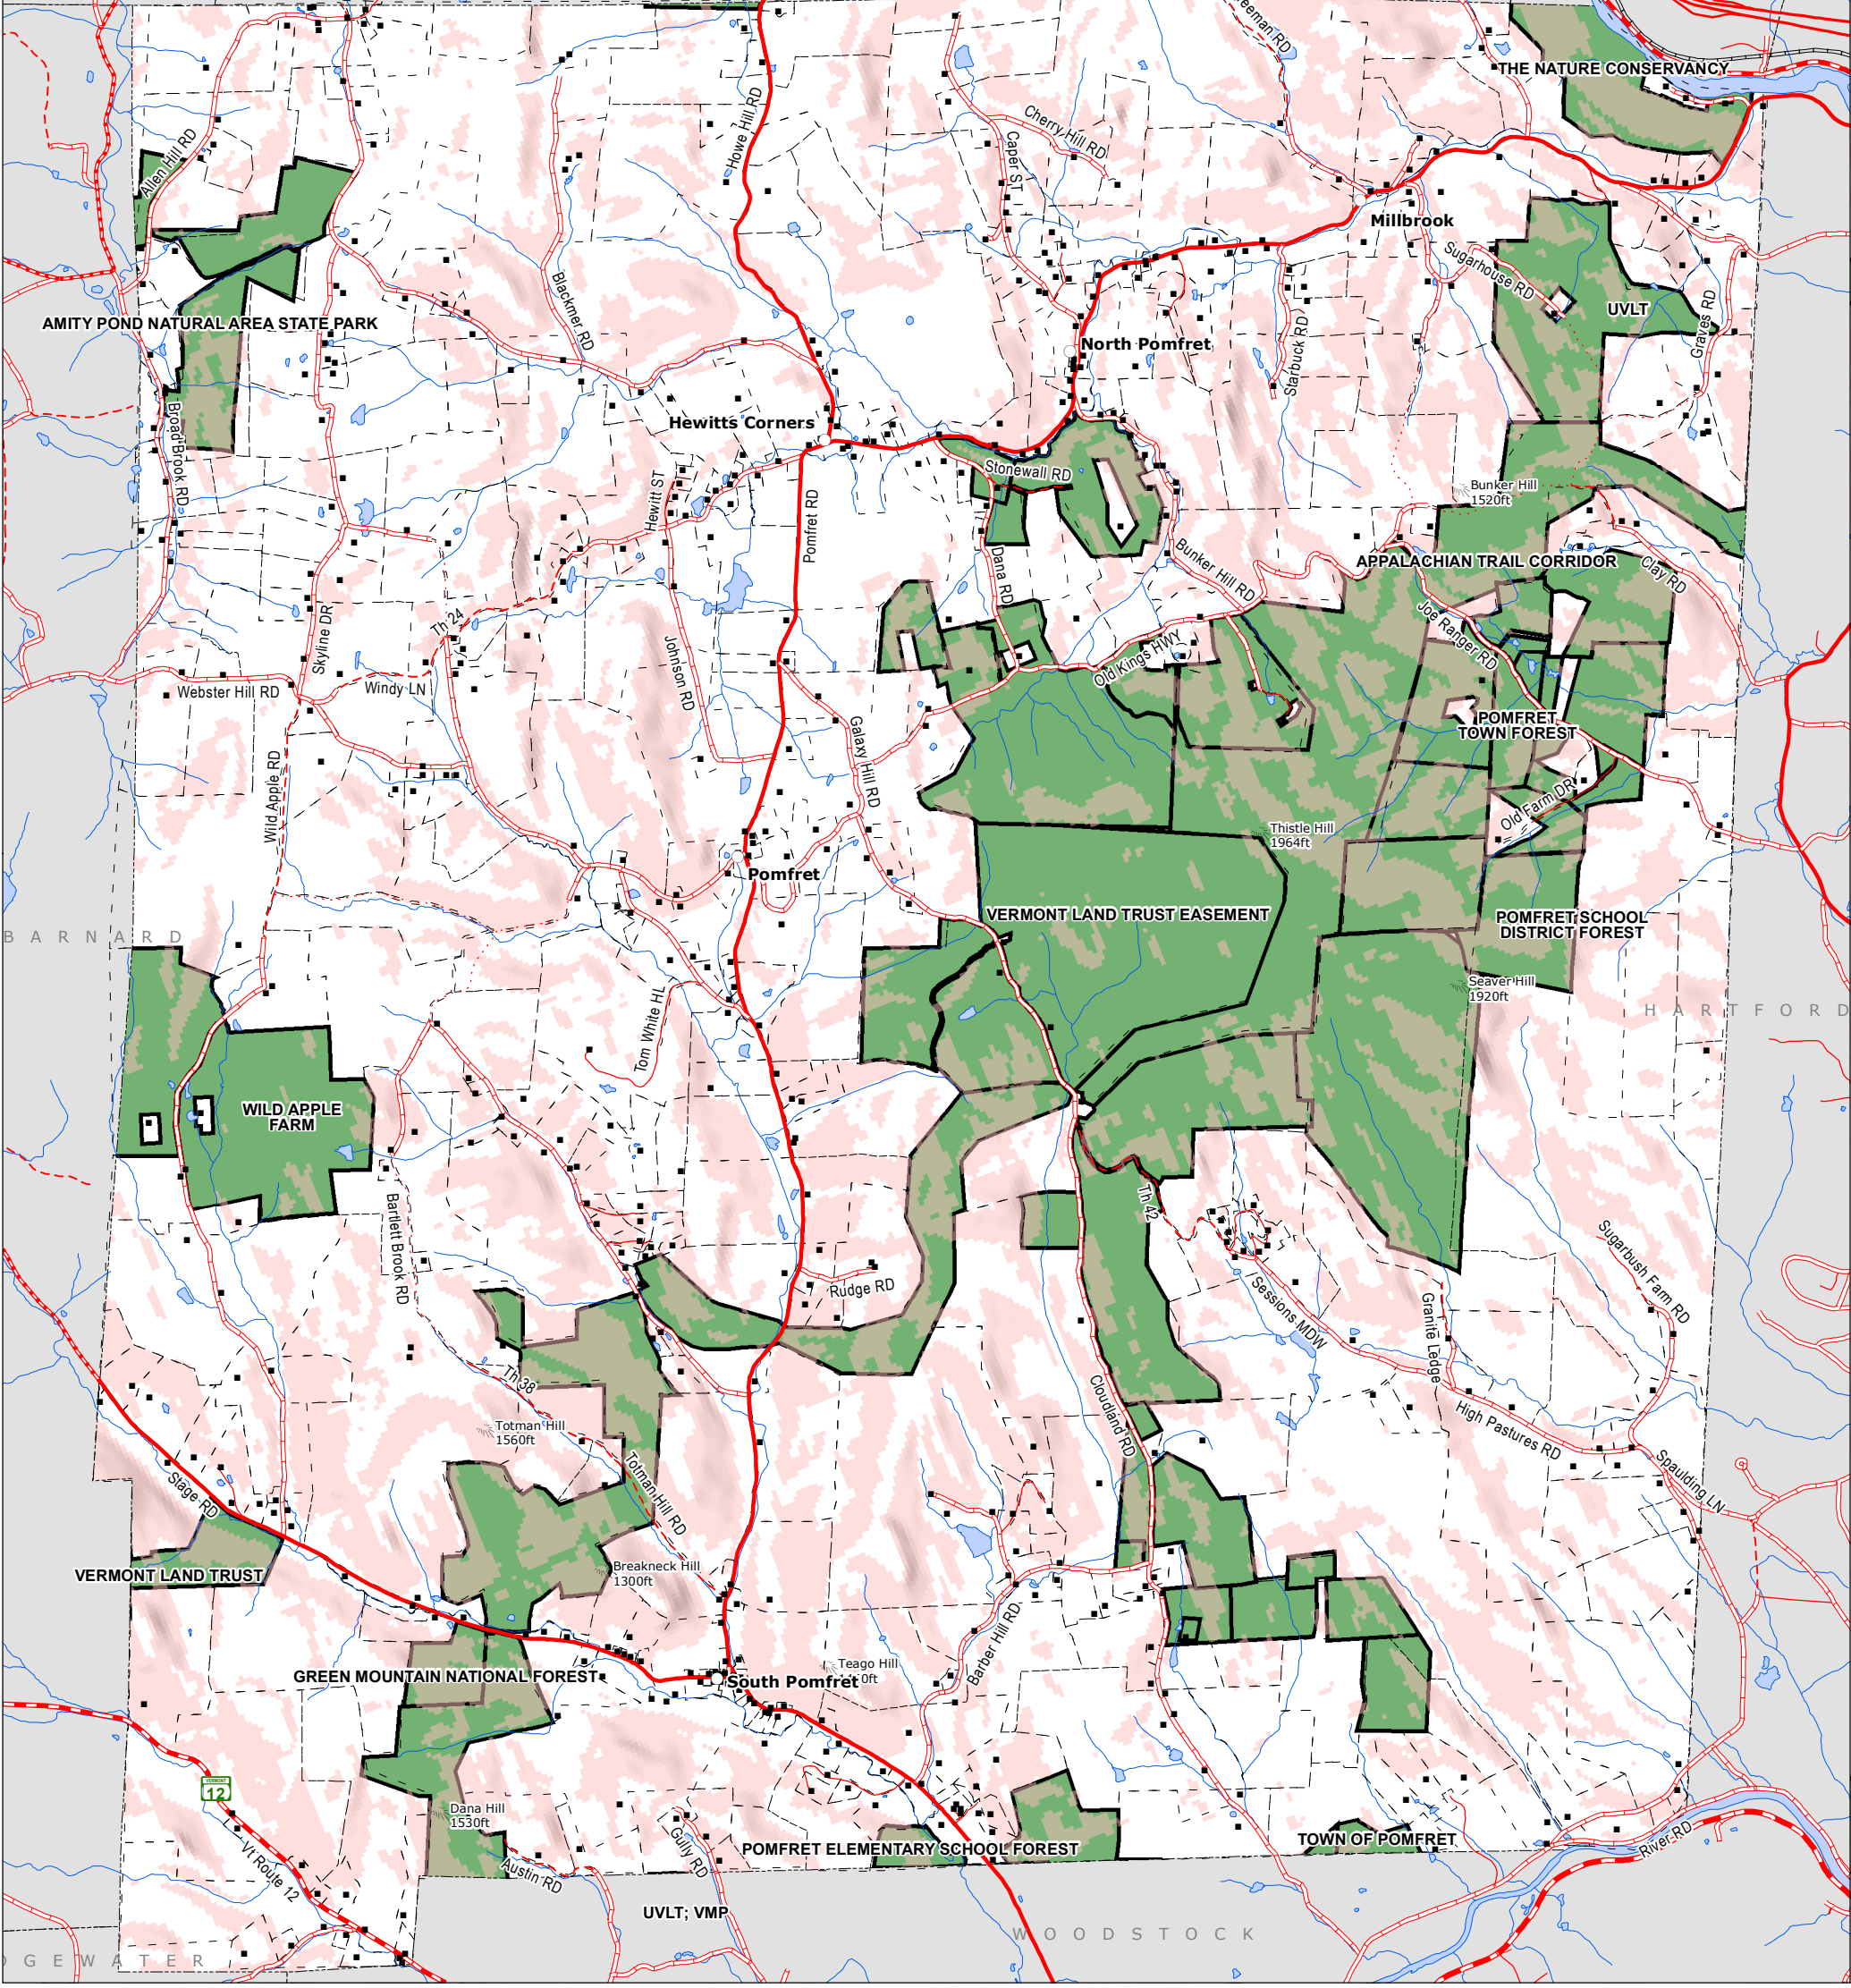 Freeman RD
THE NATURE CONSERVANCY
Howe Hill RD
Cherry Hill RD
Caper ST
Allen Hill RD
Millbrook
Sugarhouse RD
UVLT
Graves RD
Blackmer RD
AMITY POND NATURAL AREA STATE PARK
North Pomfret
Starbuck RD
Hewitts Corners
Broad Brook RD
Stonewall RD
Bunker Hill
1520ft
Hewitt ST
Pomfret RD
Dana RD
Bunker Hill RD
APPALACHIAN TRAIL CORRIDOR
Clay RD
Joe Ranger RD
Skyline DR
Th 24
Johnson RD
Old Kings HWY
Webster Hill RD
Windy LN
POMFRET
TOWN FOREST
Galaxy Hill RD
Wild Apple RD
Old Farm DR
Thistle Hill
1964ft
Pomfret
VERMONT LAND TRUST EASEMENT
POMFRET SCHOOL
DISTRICT FOREST
BARNARD
Seaver Hill
1920ft
HARTFORD
Tom White HL
WILD APPLE
FARM
Th 42
Bartlett Brook RD
Rudge RD
Sessions MDW
Granite Ledge
Sugarbush Farm RD
Th 38
Cloudland RD
Totman Hill
1560ft
High Pastures RD
Totman Hill RD
Spaulding LN
Stage RD
Breakneck Hill
1300ft
VERMONT LAND TRUST
Barber Hill RD
GREEN MOUNTAIN NATIONAL FOREST
Teago Hill
South Pomfret
VERMONT
12
Dana Hill
1530ft
Vt Route 12
Gully RD
POMFRET ELEMENTARY SCHOOL FOREST
TOWN OF POMFRET
River RD
Austin RD
UVLT; VMP
WOODSTOCK
DGEWATER